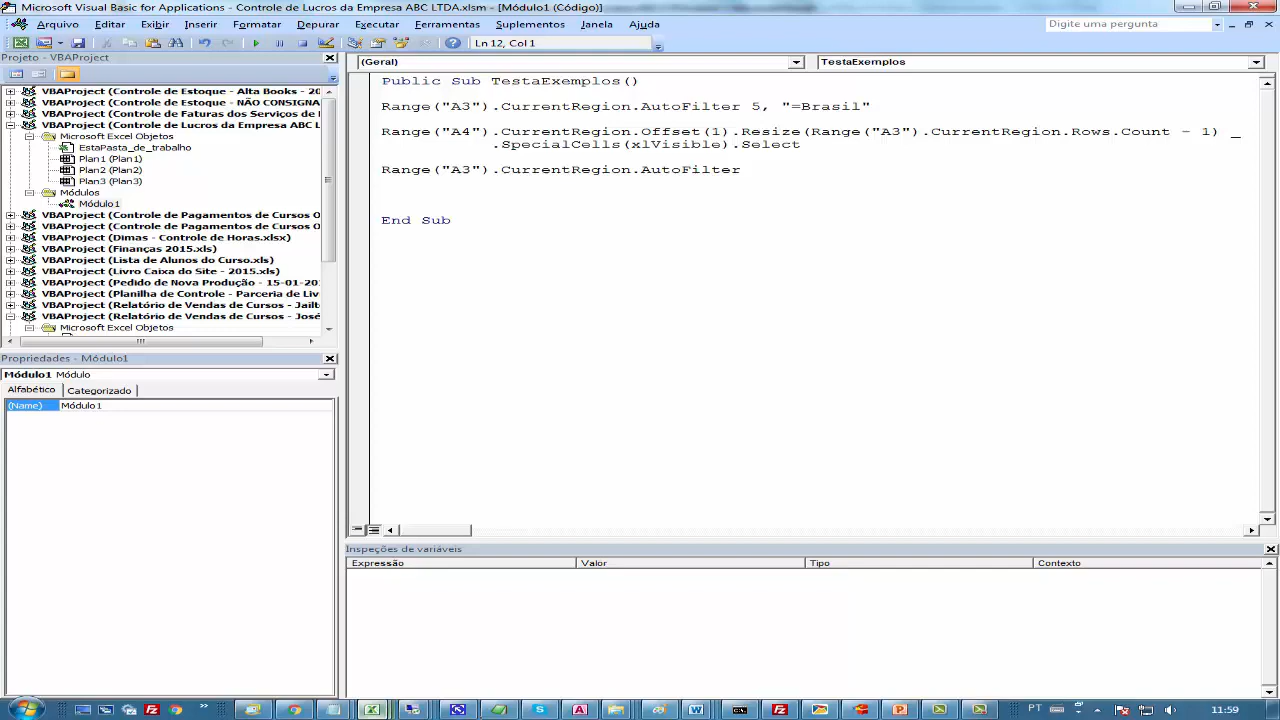 Microsoft Visual Basic for Applications - Controle de Lucros da Empresa ABC LTDA.xlsm - [Módulo1 (Código)]
Arquivo Editar Exibir Inserir Formatar Depurar Executar Ferramentas Suplementos Janela Ajuda
Digite uma pergunta
Ln 12, Col 1
Projeto - VBAProject
VBAProject (Controle de Estoque - Alta Books - 2
VBAProject (Controle de Estoque - NÃO CONSIGNA
VBAProject (Controle de Faturas dos Serviços de
VBAProject (Controle de Lucros da Empresa ABC L
Microsoft Excel Objetos
EstaPasta_de_trabalho
Plan1 (Plan1)
Plan2 (Plan2)
Plan3 (Plan3)
Módulos
Módulo1
VBAProject (Controle de Pagamentos de Cursos O
VBAProject (Controle de Pagamentos de Cursos O
VBAProject (Dimas - Controle de Horas.xlsx)
VBAProject (Finanças 2015.xls)
VBAProject (Lista de Alunos do Curso.xls)
VBAProject (Livro Caixa do Site - 2015.xls)
VBAProject (Pedido de Nova Produção - 15-01-20
VBAProject (Planilha de Controle - Parceria de Liv
VBAProject (Relatório de Vendas de Cursos - Jailt
VBAProject (Relatório de Vendas de Cursos - José
Microsoft Excel Objetos
Propriedades - Módulo1
Módulo1 Módulo
Alfabético Categorizado
(Name) Módulo1
(Geral) TestaExemplos
Public Sub TestaExemplos()
Range("A3").CurrentRegion.AutoFilter 5, "=Brasil"
Range("A4").CurrentRegion.Offset(1).Resize(Range("A3").CurrentRegion.Rows.Count - 1) _
.SpecialCells(xlVisible).Select
Range("A3").CurrentRegion.AutoFilter
End Sub
Inspeções de variáveis
Expressão Valor Tipo Contexto
PT 11:59